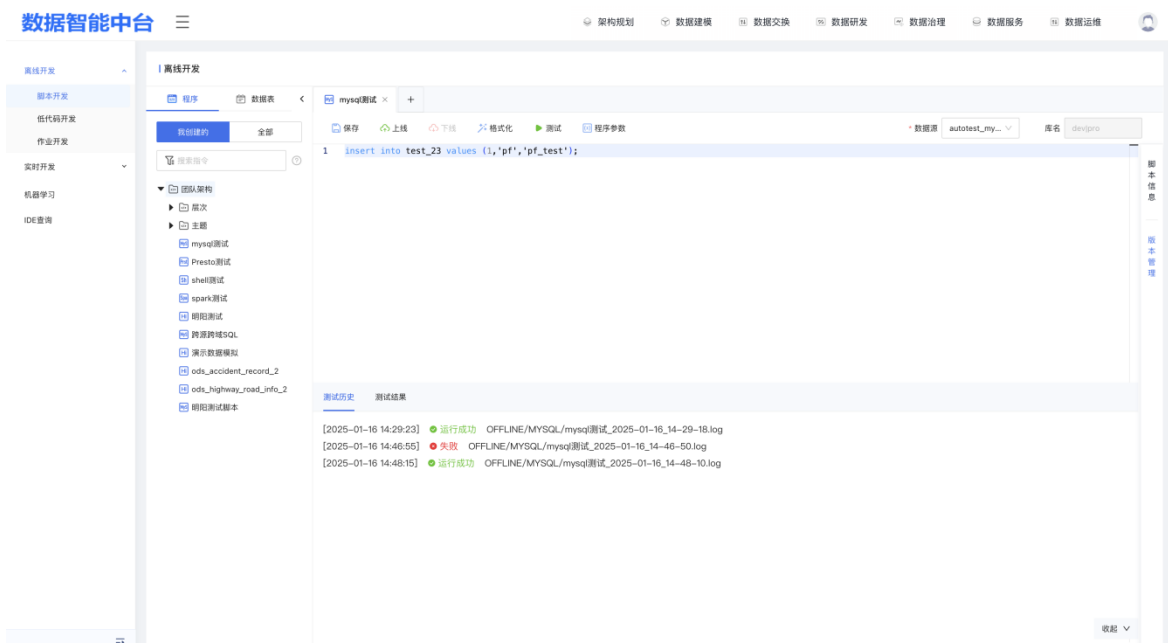 数据智能中台
架构规划 数据建模 数据交换 数据研发 数据治理 数据服务 数据运维
离线开发
脚本开发
低代码开发
作业开发
实时开发
机器学习
IDE查询
离线开发
程序 数据表
我创建的 全部
搜索指令
团队架构
层次
主题
mysql测试
Presto测试
shell测试
spark测试
明阳测试
跨源跨域SQL
演示数据模拟
ods_accident_record_2
ods_highway_road_info_2
明阳测试脚本
mysql测试
保存 上线 下线 格式化 测试 程序参数
* 数据源 autotest_my... 库名 dev/pro
1 insert into test_23 values (1,'pf','pf_test');
脚本信息
版本管理
测试历史 测试结果
[2025-01-16 14:29:23] 运行成功 OFFLINE/MYSQL/mysql测试_2025-01-16_14-29-18.log
[2025-01-16 14:46:55] 失败 OFFLINE/MYSQL/mysql测试_2025-01-16_14-46-50.log
[2025-01-16 14:48:15] 运行成功 OFFLINE/MYSQL/mysql测试_2025-01-16_14-48-10.log
收起